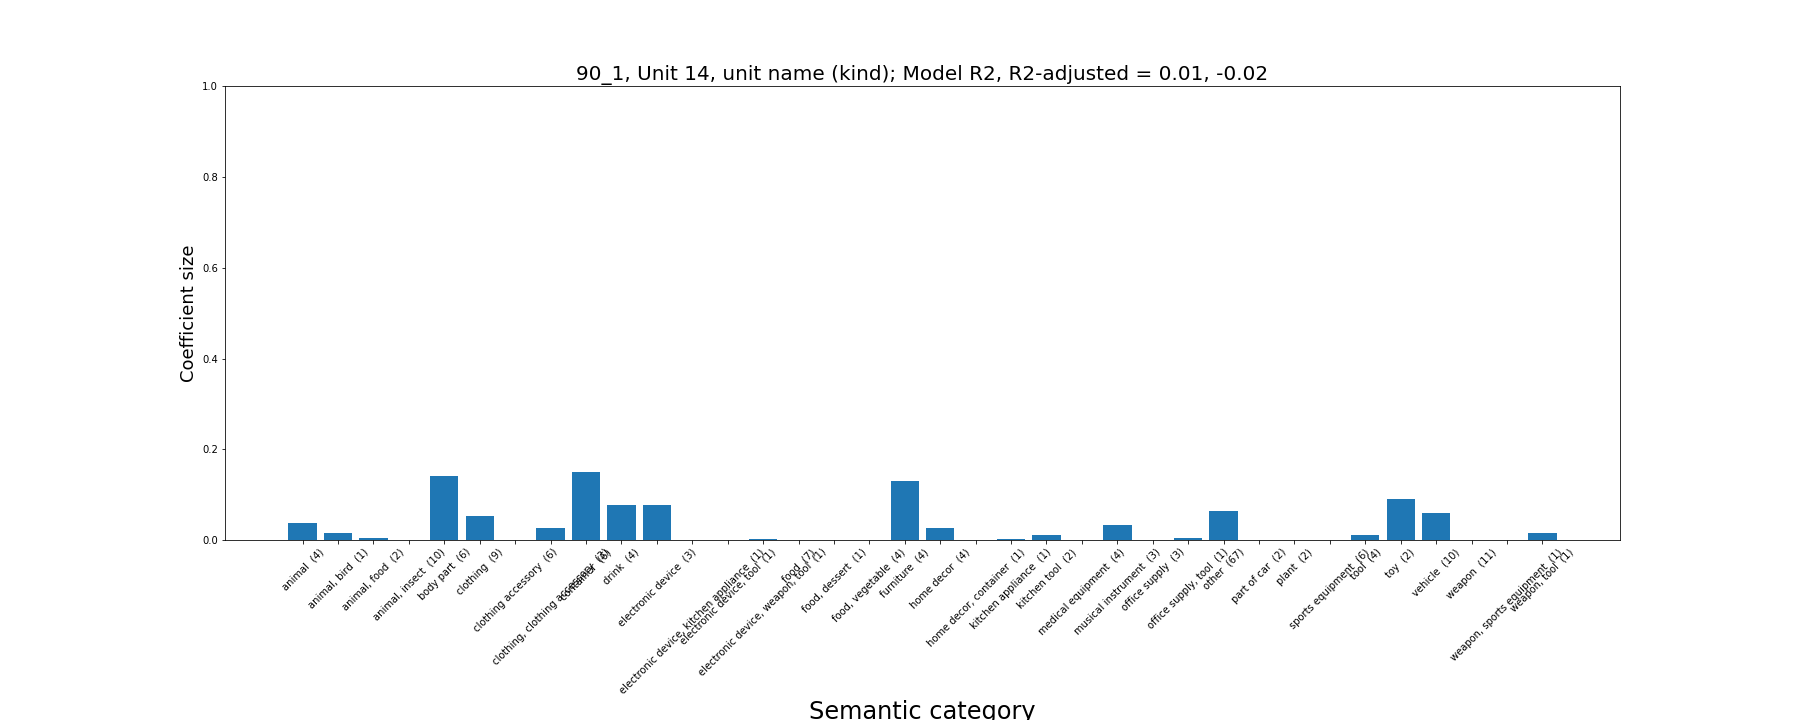 90_1, Unit 14, unit name (kind); Model R2, R2-adjusted = 0.01, -0.02
Coefficient size
1.0
0.8
0.6
0.4
0.2
0.0
animal (4)
animal, bird (1)
animal, food (2)
animal, insect (10)
body part (6)
clothing (9)
clothing accessory (6)
clothing, clothing accessory (2)
container (6)
drink (4)
electronic device (3)
electronic device, kitchen appliance (1)
electronic device, tool (1)
electronic device, weapon, tool (1)
food (7)
food, dessert (1)
food, vegetable (4)
furniture (4)
home decor (4)
home decor, container (1)
kitchen appliance (1)
kitchen tool (2)
medical equipment (4)
musical instrument (3)
office supply (3)
office supply, tool (1)
other (67)
part of car (2)
plant (2)
sports equipment (6)
tool (4)
toy (2)
vehicle (10)
weapon (11)
weapon, sports equipment (1)
weapon, tool (1)
Semantic category